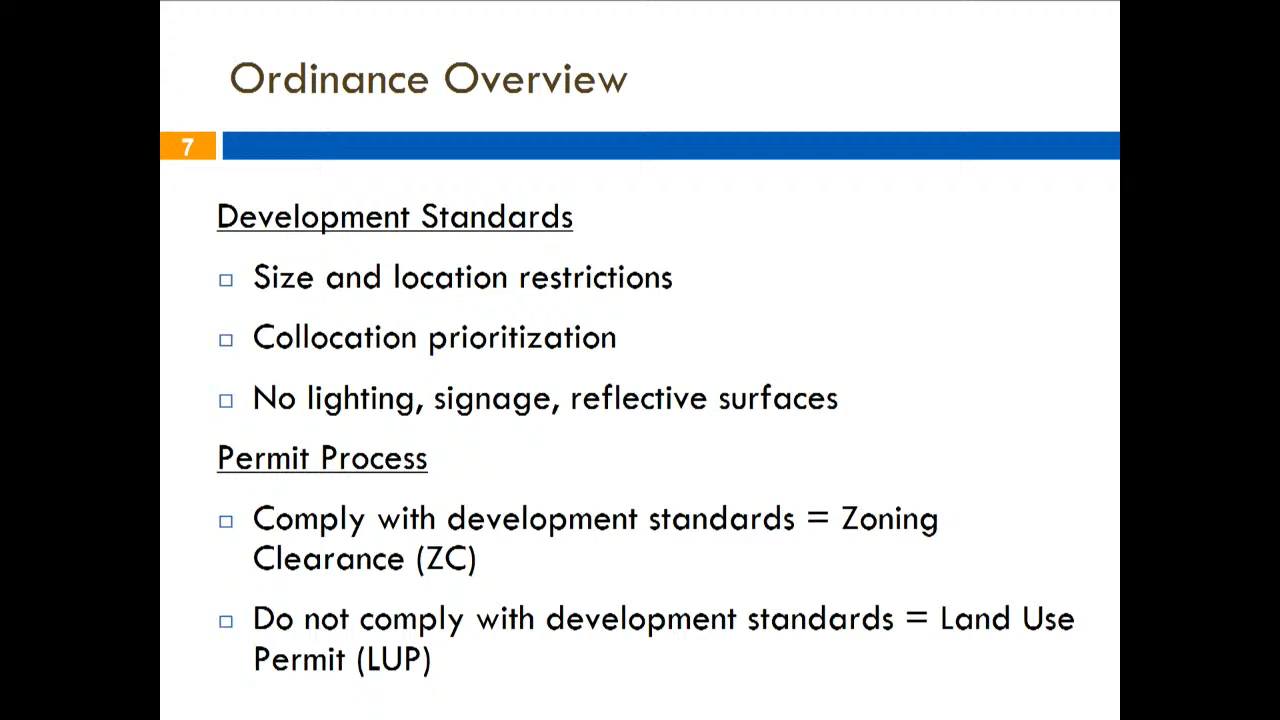 Ordinance Overview
7
Development Standards
Size and location restrictions
Collocation prioritization
No lighting, signage, reflective surfaces
Permit Process
Comply with development standards = Zoning
Clearance (ZC)
Do not comply with development standards = Land Use
Permit (LUP)